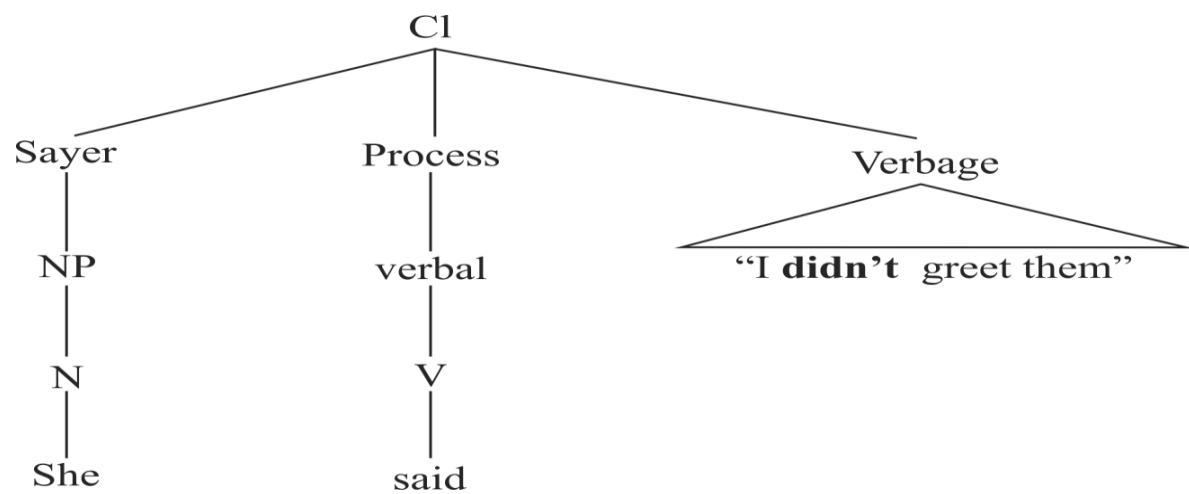 Cl
Sayer Process Verbage
NP verbal “I didn’t greet them”
N V
She said